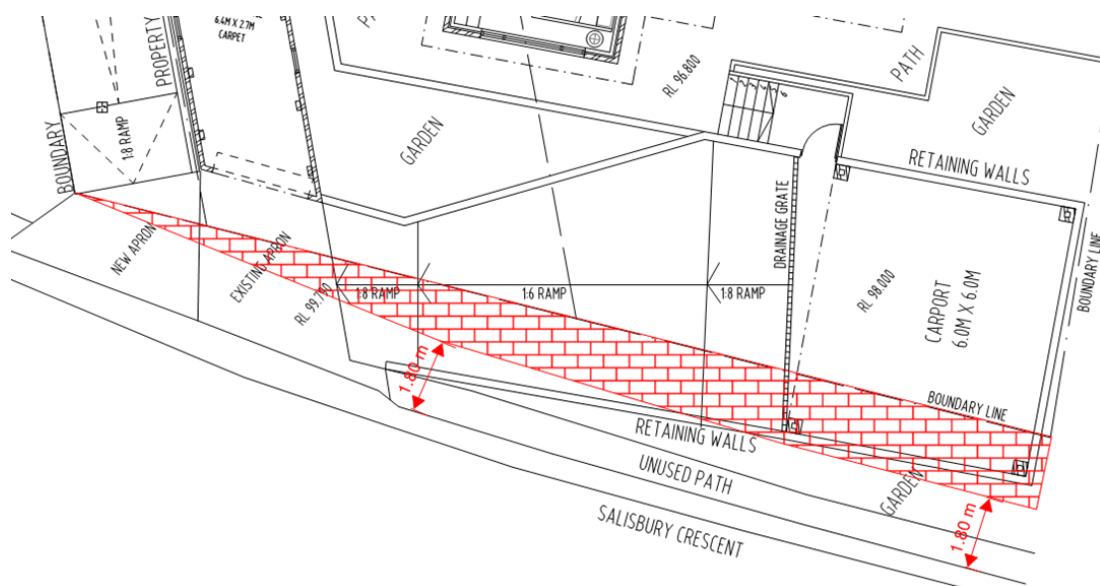 6.4M X 2.7M
CARPET
PROPERTY
BOUNDARY
1:8 RAMP
GARDEN
RL 96.800
PATH
GARDEN
RETAINING WALLS
DRAINAGE GRATE
BOUNDARY LINE
NEW APRON
EXISTING APRON
RL 99.750
1:8 RAMP
1:6 RAMP
1:8 RAMP
RL 98.000
CARPORT
6.0M X 6.0M
BOUNDARY LINE
1.80 m
RETAINING WALLS
UNUSED PATH
GARDEN
SALISBURY CRESCENT
1.80 m